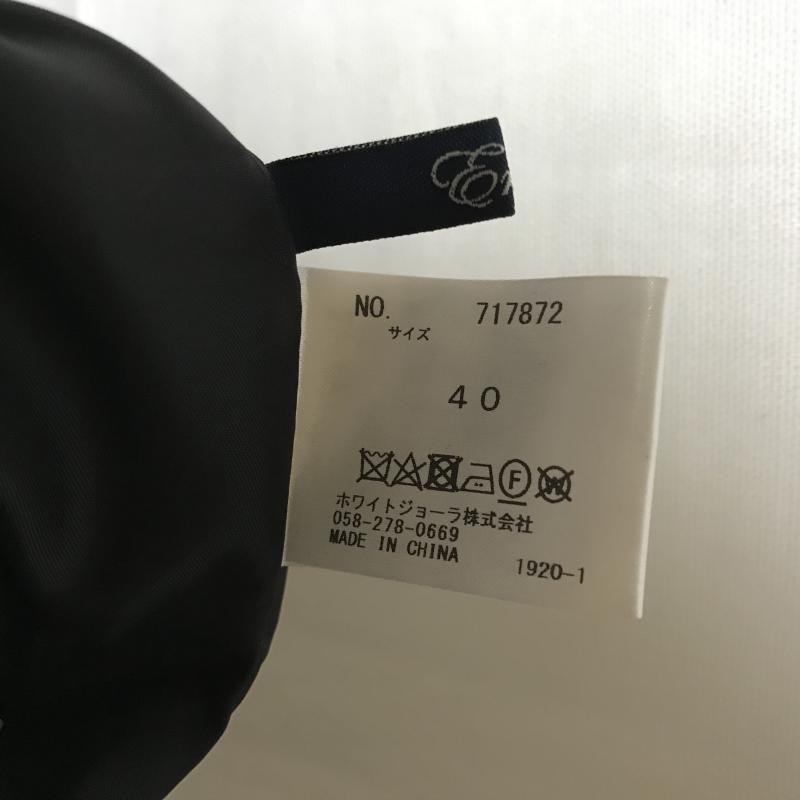 NO. 717872
サイズ
40
F W
ホワイトジョーラ株式会社
058-278-0669
MADE IN CHINA 1920-1